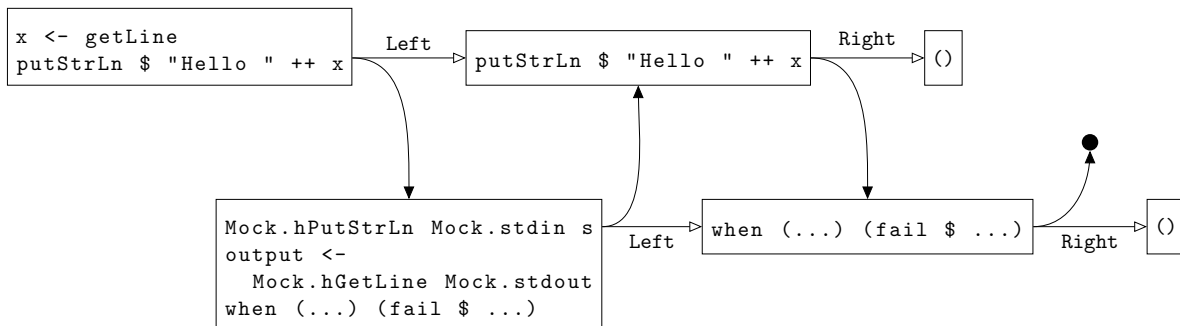 x <- getLine
putStrLn $ "Hello " ++ x
Left
putStrLn $ "Hello " ++ x
Right
()
Mock.hPutStrLn Mock.stdin s
output <-
  Mock.hGetLine Mock.stdout
when (...) (fail $ ...)
Left
when (...) (fail $ ...)
Right
()